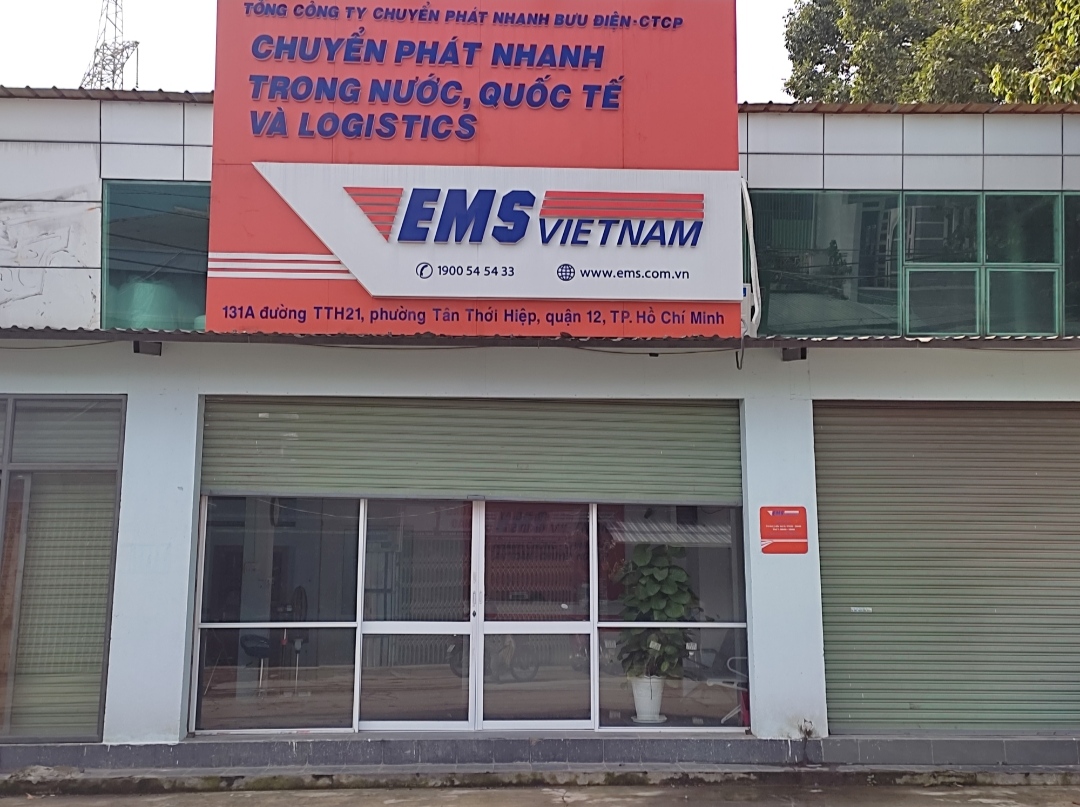 TỔNG CÔNG TY CHUYỂN PHÁT NHANH BƯU ĐIỆN-CTCP
CHUYỂN PHÁT NHANH
TRONG NƯỚC, QUỐC TẾ
VÀ LOGISTICS
EMS VIETNAM
1900 54 54 33 www.ems.com.vn
131A đường TTH21, phường Tân Thới Hiệp, quận 12, TP. Hồ Chí Minh
EMS